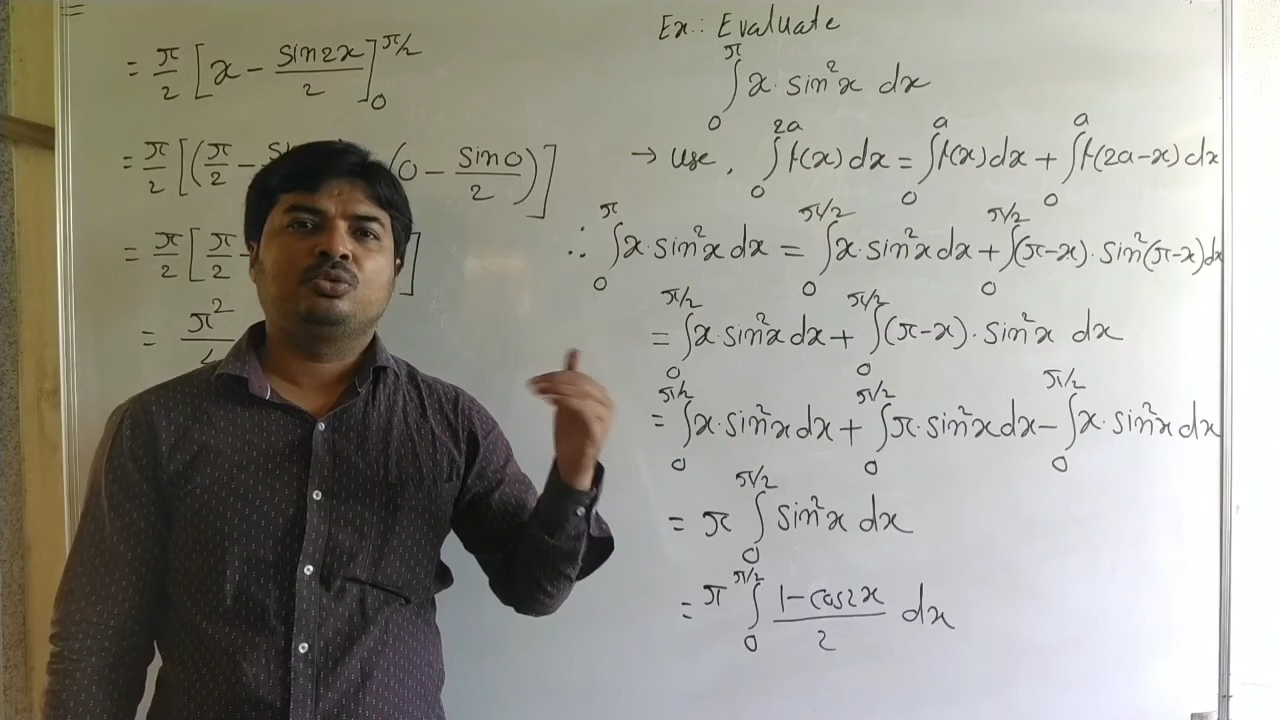 = π/2 [x - sin2x/2]₀^π/2
= π/2 [(π/2 - (0 - sin0/2)]
= π/2 [π/2 - ]
= π²/4
Ex: Evaluate
∫₀^π x·sin²x dx
→ Use, ∫₀^2a f(x) dx = ∫₀^a f(x) dx + ∫₀^a f(2a-x) dx
∴ ∫₀^π x·sin²x dx = ∫₀^π/2 x·sin²x dx + ∫₀^π/2 (π-x)·sin²(π-x) dx
= ∫₀^π/2 x·sin²x dx + ∫₀^π/2 (π-x)·sin²x dx
= ∫₀^π/2 x·sin²x dx + ∫₀^π/2 π·sin²x dx - ∫₀^π/2 x·sin²x dx
= π ∫₀^π/2 sin²x dx
= π ∫₀^π/2 1-cos2x/2 dx